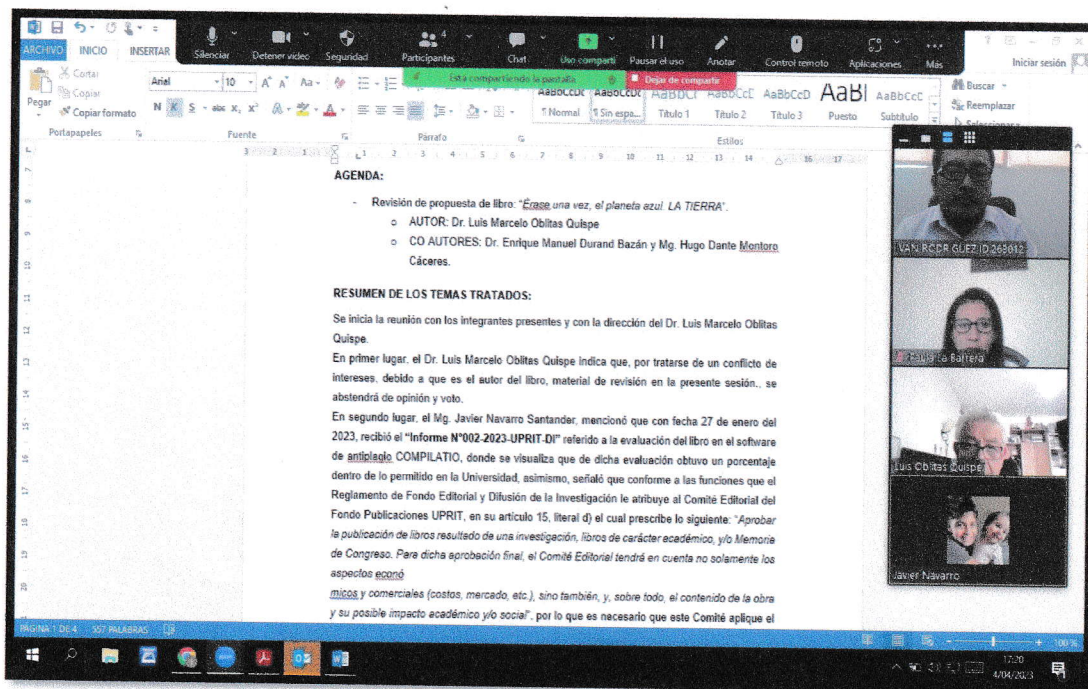 ARCHIVO INICIO INSERTAR
Silenciar Detener video Seguridad Participantes 4 Chat Uso comparti Pausar el uso Anotar Control remoto Aplicaciones Más
Iniciar sesión
Está compartiendo la pantalla Dejar de compartir
Pegar
Cortar
Copiar
Copiar formato
Portapapeles
Arial 10
Fuente
Párrafo
AaBbCcDc AaBbCcDc AaBbCc AaBbCcE AaBbCcD AaBl AaBbCcC
¶ Normal ¶ Sin espa... Título 1 Título 2 Título 3 Puesto Subtítulo
Estilos
Buscar
Reemplazar
Seleccionar
AGENDA:
- Revisión de propuesta de libro: "Érase una vez, el planeta azul. LA TIERRA".
o AUTOR: Dr. Luis Marcelo Oblitas Quispe
o CO AUTORES: Dr. Enrique Manuel Durand Bazán y Mg. Hugo Dante Montoro
Cáceres.
RESUMEN DE LOS TEMAS TRATADOS:
Se inicia la reunión con los integrantes presentes y con la dirección del Dr. Luis Marcelo Oblitas
Quispe.
En primer lugar, el Dr. Luis Marcelo Oblitas Quispe indica que, por tratarse de un conflicto de
intereses, debido a que es el autor del libro, material de revisión en la presente sesión., se
abstendrá de opinión y voto.
En segundo lugar, el Mg. Javier Navarro Santander, mencionó que con fecha 27 de enero del
2023, recibió el "Informe N°002-2023-UPRIT-DI" referido a la evaluación del libro en el software
de antiplagio COMPILATIO, donde se visualiza que de dicha evaluación obtuvo un porcentaje
dentro de lo permitido en la Universidad, asimismo, señaló que conforme a las funciones que el
Reglamento de Fondo Editorial y Difusión de la Investigación le atribuye al Comité Editorial del
Fondo Publicaciones UPRIT, en su artículo 15, literal d) el cual prescribe lo siguiente: "Aprobar
la publicación de libros resultado de una investigación, libros de carácter académico, y/o Memoria
de Congreso. Para dicha aprobación final, el Comité Editorial tendrá en cuenta no solamente los
aspectos econó
micos y comerciales (costos, mercado, etc.), sino también, y, sobre todo, el contenido de la obra
y su posible impacto académico y/o social", por lo que es necesario que este Comité aplique el
Paula La Barrera
Luis Oblitas Quispe
Javier Navarro
PÁGINA 1 DE 4 557 PALABRAS
100 %
17:20
4/04/2023